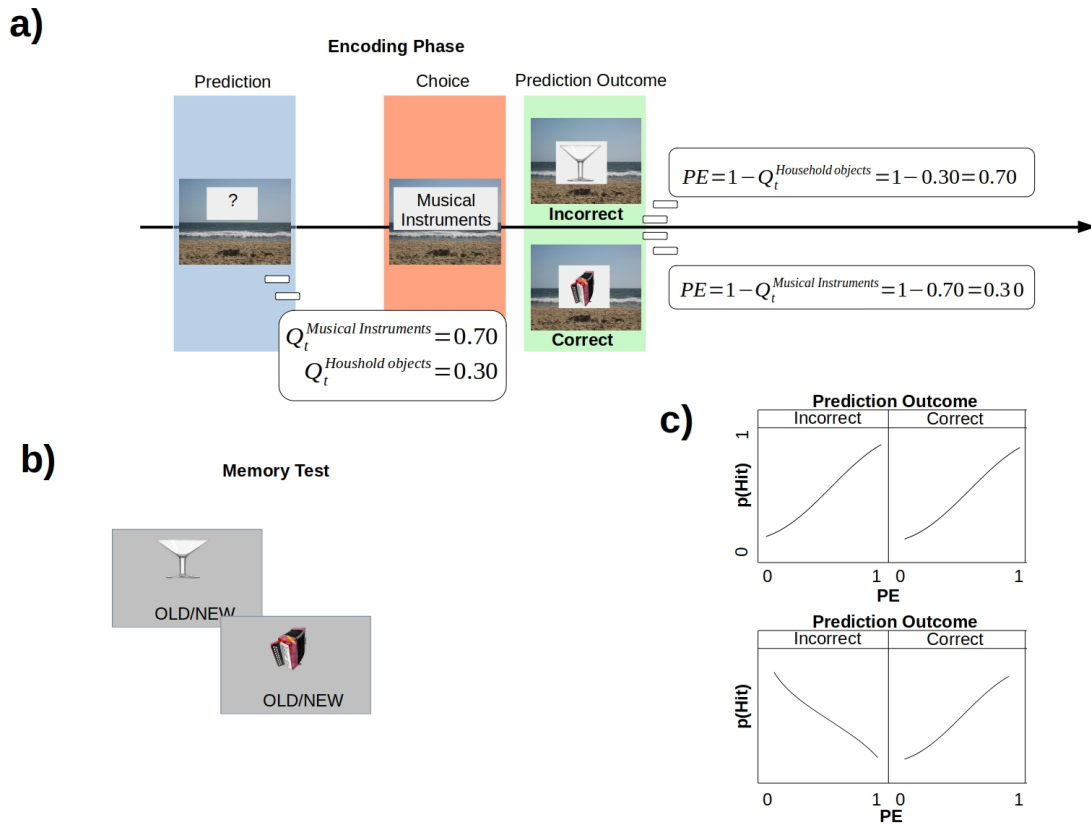 a)
Encoding Phase
Prediction
Choice
Prediction Outcome
?
Musical
Instruments
Incorrect
Correct
PE=1−Q_t^{Household objects}=1−0.30=0.70
PE=1−Q_t^{Musical Instruments}=1−0.70=0.30
Q_t^{Musical Instruments}=0.70
Q_t^{Houshold objects}=0.30
b)
Memory Test
OLD/NEW
OLD/NEW
c)
Prediction Outcome
Incorrect Correct
1
p(Hit)
0
0 1 0 1
PE
Prediction Outcome
Incorrect Correct
p(Hit)
0 1 0 1
PE